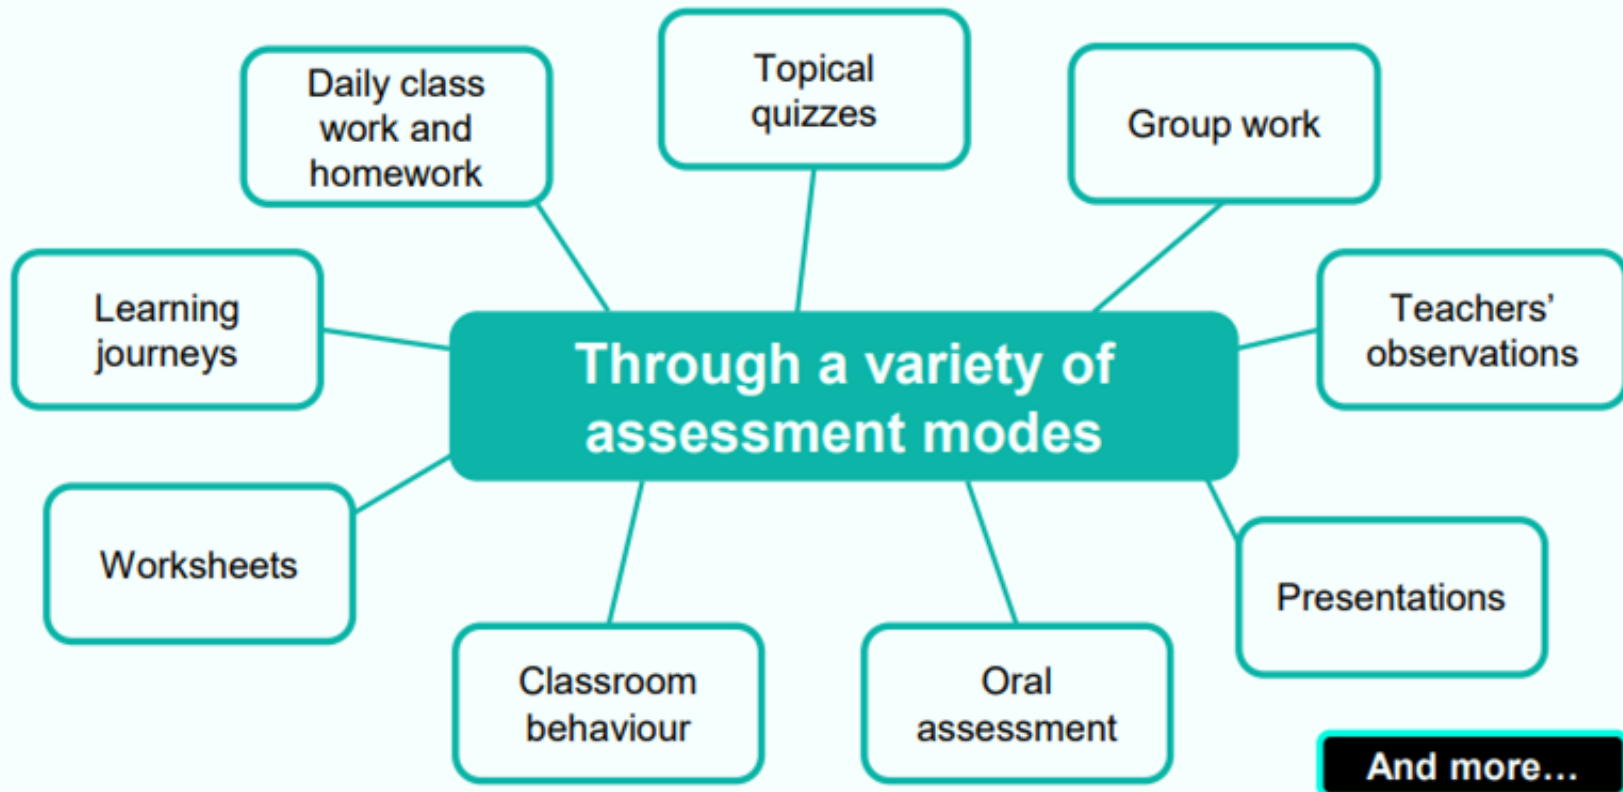 Topical
quizzes
Daily class
work and
homework
Group work
Learning
journeys
Teachers’
observations
Through a variety of
assessment modes
Worksheets
Presentations
Classroom
behaviour
Oral
assessment
And more...